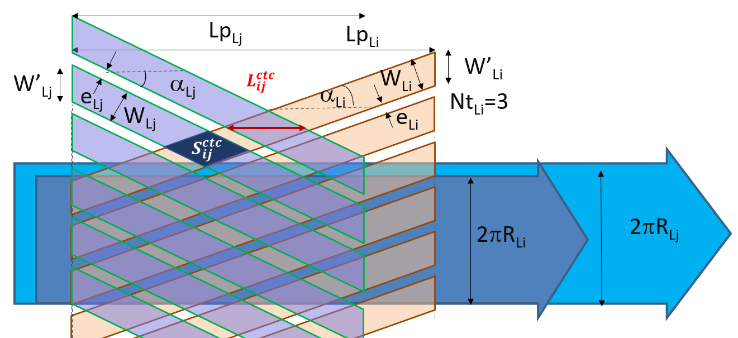 Lp_Lj
Lp_Li
W'_Lj
e_Lj
α_Lj
W_Lj
L_ij^ctc
α_Li
W_Li
e_Li
W'_Li
Nt_Li=3
S_ij^ctc
2πR_Li
2πR_Lj